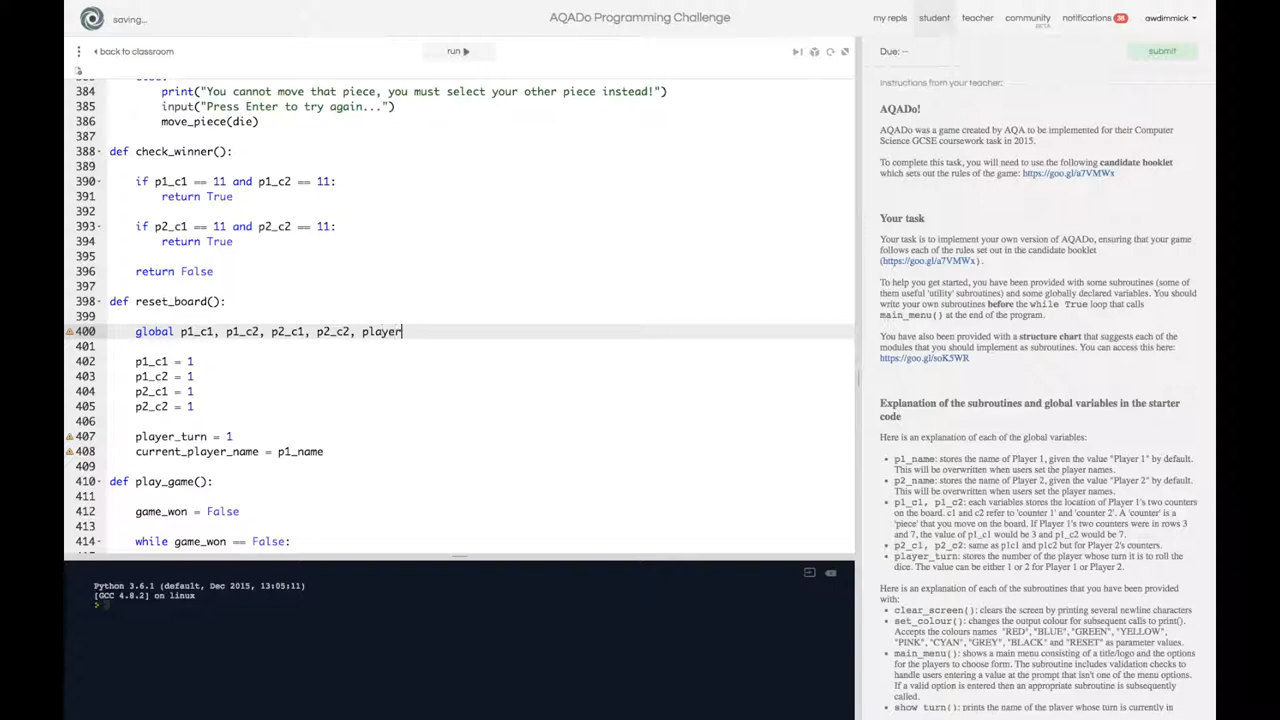 saving...
AQADo Programming Challenge
my repls
student
teacher
community
BETA
notifications 36
awdimmick
back to classroom
run
Due: --
submit
384 print("You cannot move that piece, you must select your other piece instead!")
385 input("Press Enter to try again...")
386 move_piece(die)
387
388 def check_winner():
389
390 if p1_c1 == 11 and p1_c2 == 11:
391 return True
392
393 if p2_c1 == 11 and p2_c2 == 11:
394 return True
395
396 return False
397
398 def reset_board():
399
400 global p1_c1, p1_c2, p2_c1, p2_c2, player
401
402 p1_c1 = 1
403 p1_c2 = 1
404 p2_c1 = 1
405 p2_c2 = 1
406
407 player_turn = 1
408 current_player_name = p1_name
409
410 def play_game():
411
412 game_won = False
413
414 while game_won == False:
Python 3.6.1 (default, Dec 2015, 13:05:11)
[GCC 4.8.2] on linux
>
Instructions from your teacher:
AQADo!
AQADo was a game created by AQA to be implemented for their Computer
Science GCSE coursework task in 2015.
To complete this task, you will need to use the following candidate booklet
which sets out the rules of the game: https://goo.gl/a7VMWx
Your task
Your task is to implement your own version of AQADo, ensuring that your game
follows each of the rules set out in the candidate booklet
(https://goo.gl/a7VMWx).
To help you get started, you have been provided with some subroutines (some of
them useful 'utility' subroutines) and some globally declared variables. You should
write your own subroutines before the while True loop that calls
main_menu() at the end of the program.
You have also been provided with a structure chart that suggests each of the
modules that you should implement as subroutines. You can access this here:
https://goo.gl/soK5WR
Explanation of the subroutines and global variables in the starter
code
Here is an explanation of each of the global variables:
p1_name: stores the name of Player 1, given the value "Player 1" by default.
This will be overwritten when users set the player names.
p2_name: stores the name of Player 2, given the value "Player 2" by default.
This will be overwritten when users set the player names.
p1_c1, p1_c2: each variables stores the location of Player 1's two counters
on the board. c1 and c2 refer to 'counter 1' and 'counter 2'. A 'counter' is a
'piece' that you move on the board. If Player 1's two counters were in rows 3
and 7, the value of p1_c1 would be 3 and p1_c2 would be 7.
p2_c1, p2_c2: same as p1c1 and p1c2 but for Player 2's counters.
player_turn: stores the number of the player whose turn it is to roll the
dice. The value can be either 1 or 2 for Player 1 or Player 2.
Here is an explanation of each of the subroutines that you have been provided
with:
clear_screen(): clears the screen by printing several newline characters
set_colour(): changes the output colour for subsequent calls to print().
Accepts the colours names "RED", "BLUE", "GREEN", "YELLOW",
"PINK", "CYAN", "GREY", "BLACK" and "RESET" as parameter values.
main_menu(): shows a main menu consisting of a title/logo and the options
for the players to choose form. The subroutine includes validation checks to
handle users entering a value at the prompt that isn't one of the menu options.
If a valid option is entered then an appropriate subroutine is subsequently
called.
show_turn(): prints the name of the player whose turn is currently in